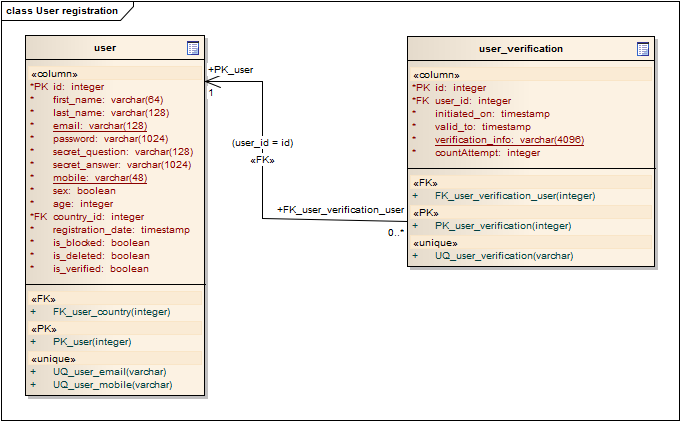 class User registration
user
«column»
*PK id: integer
* first_name: varchar(64)
* last_name: varchar(128)
* email: varchar(128)
* password: varchar(1024)
* secret_question: varchar(128)
* secret_answer: varchar(1024)
* mobile: varchar(48)
* sex: boolean
* age: integer
*FK country_id: integer
* registration_date: timestamp
* is_blocked: boolean
* is_deleted: boolean
* is_verified: boolean
«FK»
+ FK_user_country(integer)
«PK»
+ PK_user(integer)
«unique»
+ UQ_user_email(varchar)
+ UQ_user_mobile(varchar)
+PK_user
1
(user_id = id)
«FK»
+FK_user_verification_user
0..*
user_verification
«column»
*PK id: integer
*FK user_id: integer
* initiated_on: timestamp
* valid_to: timestamp
* verification_info: varchar(4096)
* countAttempt: integer
«FK»
+ FK_user_verification_user(integer)
«PK»
+ PK_user_verification(integer)
«unique»
+ UQ_user_verification(varchar)